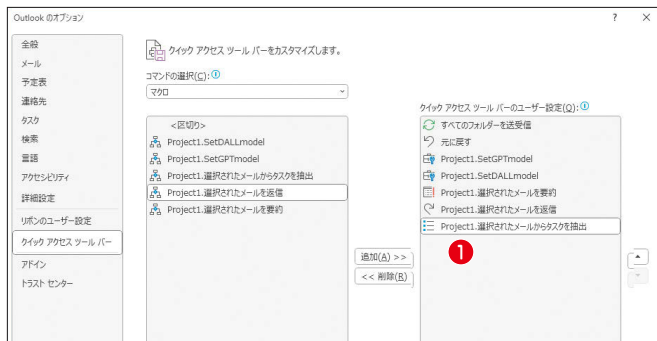 Outlook のオプション
? ×
全般
メール
予定表
連絡先
タスク
検索
言語
アクセシビリティ
詳細設定
リボンのユーザー設定
クイック アクセス ツール バー
アドイン
トラスト センター
クイック アクセス ツール バーをカスタマイズします。
コマンドの選択(C):
マクロ
<区切り>
Project1.SetDALLmodel
Project1.SetGPTmodel
Project1.選択されたメールからタスクを抽出
Project1.選択されたメールを返信
Project1.選択されたメールを要約
追加(A) >>
<< 削除(R)
クイック アクセス ツール バーのユーザー設定(Q):
すべてのフォルダーを送受信
元に戻す
Project1.SetGPTmodel
Project1.SetDALLmodel
Project1.選択されたメールを要約
Project1.選択されたメールを返信
Project1.選択されたメールからタスクを抽出
1